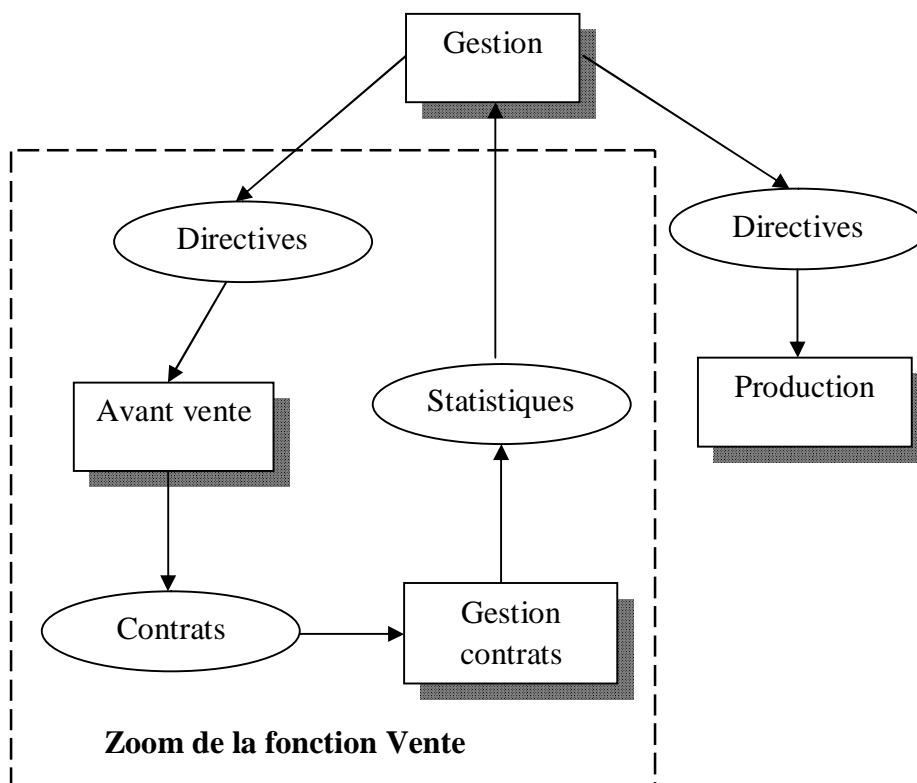 Gestion
Directives
Directives
Avant vente
Statistiques
Production
Contrats
Gestion
contrats
Zoom de la fonction Vente